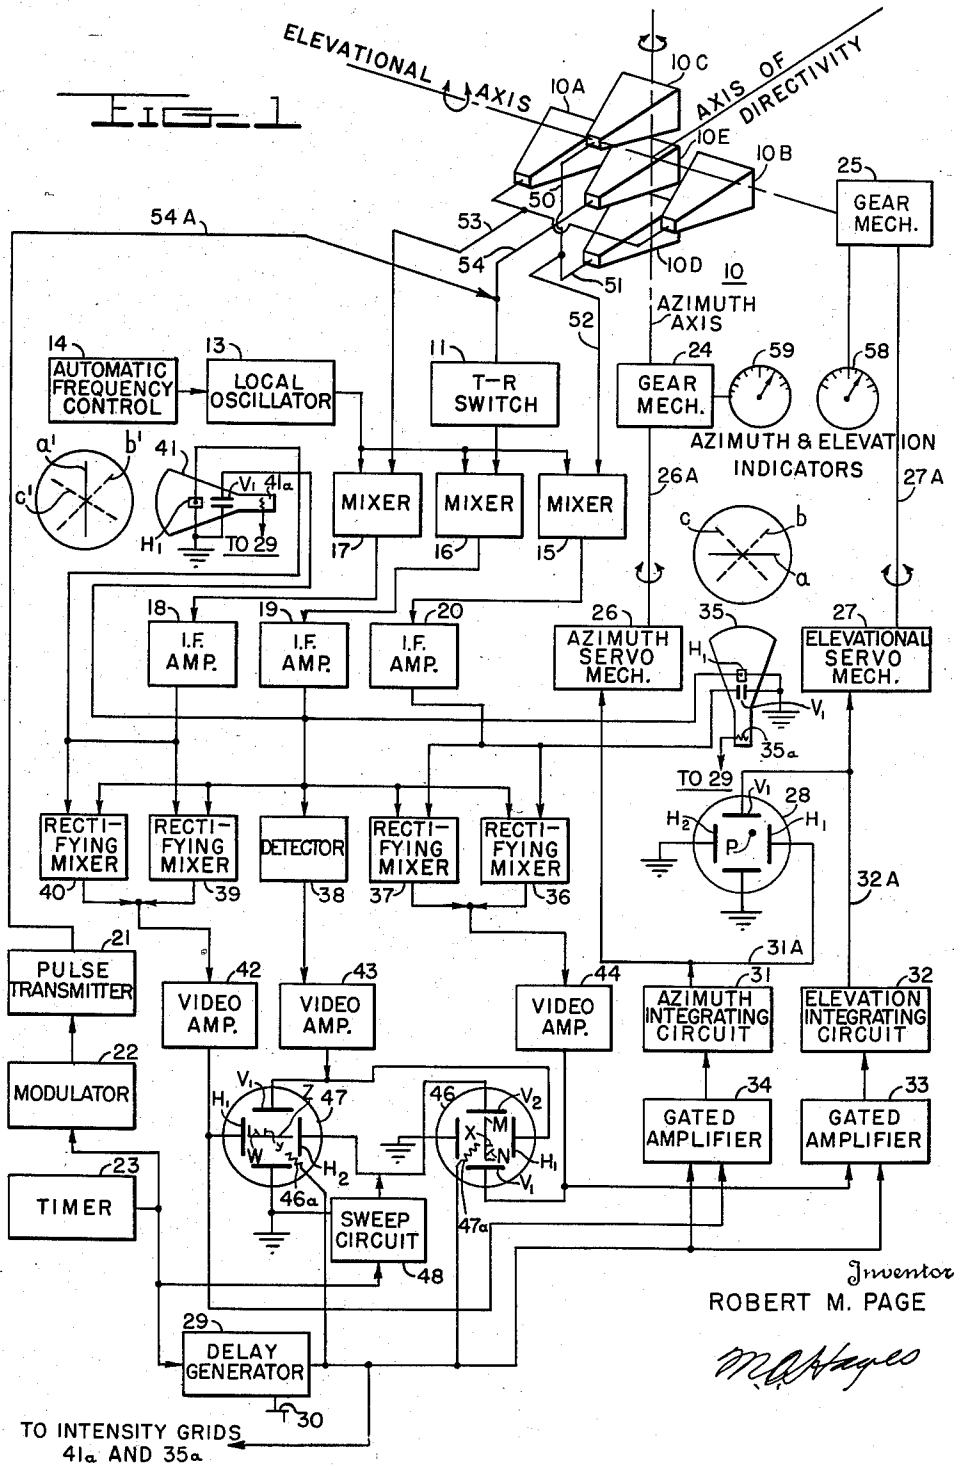 ELEVATIONAL AXIS
AXIS OF
DIRECTIVITY
FIG_1
10C
10A
10E
10B
50
53
54
51
10D
10
54A
52
25
GEAR
MECH.
AZIMUTH
AXIS
14
AUTOMATIC
FREQUENCY
CONTROL
13
LOCAL
OSCILLATOR
11
T-R
SWITCH
24
GEAR
MECH.
59
58
AZIMUTH & ELEVATION
INDICATORS
26A
27A
a'
b'
c'
41
V1
41a
H1
TO 29
MIXER
17
MIXER
16
MIXER
15
c
b
a
18
I.F.
AMP.
19
I.F.
AMP.
20
I.F.
AMP.
26
AZIMUTH
SERVO
MECH.
35
H1
V1
35a
TO 29
27
ELEVATIONAL
SERVO
MECH.
RECTI-
FYING
MIXER
40
RECTI-
FYING
MIXER
39
DETECTOR
38
RECTI-
FYING
MIXER
37
RECTI-
FYING
MIXER
36
V1
28
H2
H1
P
32A
31A
21
PULSE
TRANSMITTER
42
VIDEO
AMP.
43
VIDEO
AMP.
44
VIDEO
AMP.
31
AZIMUTH
INTEGRATING
CIRCUIT
32
ELEVATION
INTEGRATING
CIRCUIT
22
MODULATOR
V1
Z
47
H1
W
Y
H2
46a
46
V2
M
X
N
H1
V1
47a
34
GATED
AMPLIFIER
33
GATED
AMPLIFIER
23
TIMER
SWEEP
CIRCUIT
48
29
DELAY
GENERATOR
30
TO INTENSITY GRIDS
41a AND 35a
Inventor
ROBERT M. PAGE